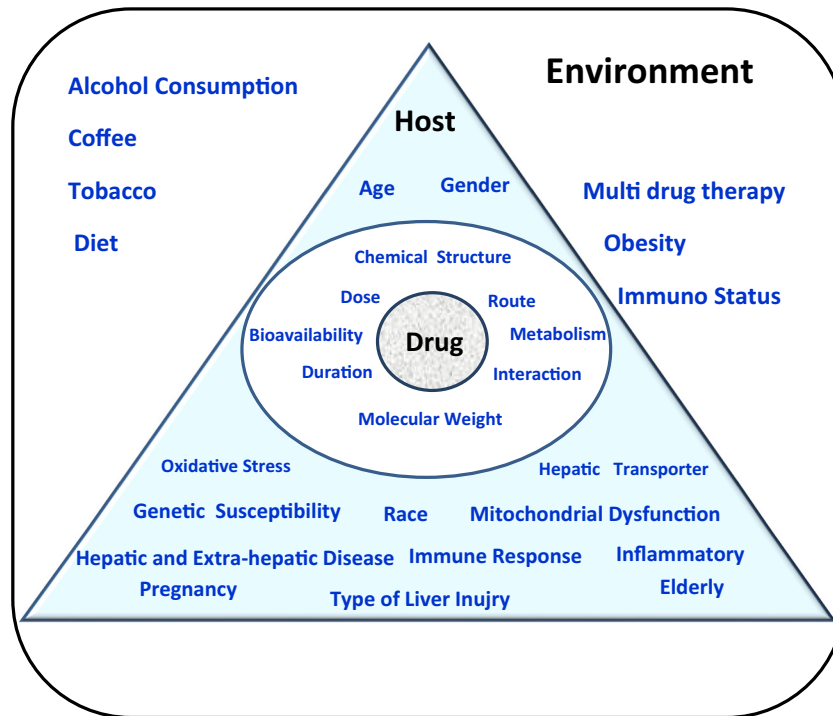 Environment
Alcohol Consumption
Coffee
Tobacco
Diet
Multi drug therapy
Obesity
Immuno Status
Host
Age
Gender
Chemical Structure
Dose
Route
Bioavailability
Drug
Metabolism
Duration
Interaction
Molecular Weight
Oxidative Stress
Hepatic Transporter
Genetic Susceptibility
Race
Mitochondrial Dysfunction
Hepatic and Extra-hepatic Disease
Immune Response
Inflammatory
Pregnancy
Elderly
Type of Liver Inujry